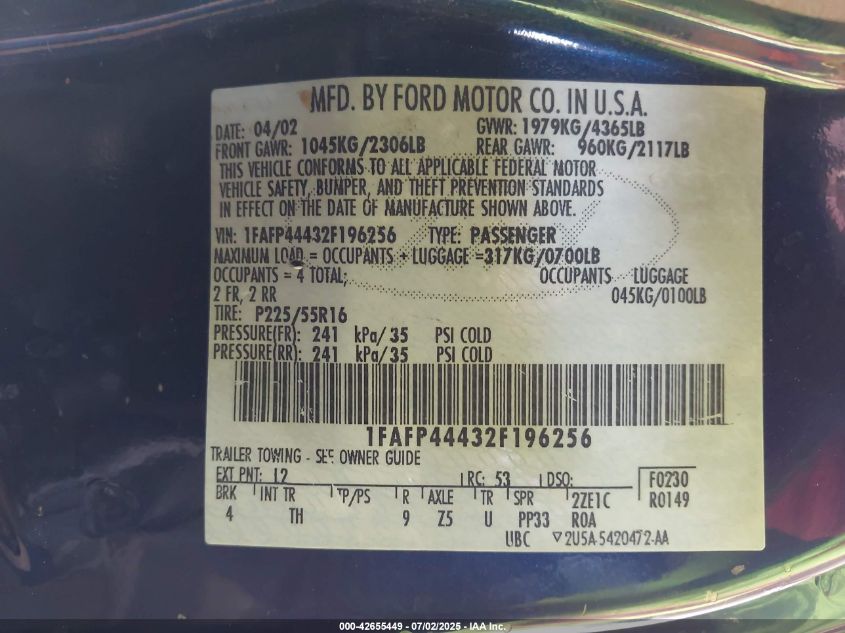 MFD. BY FORD MOTOR CO. IN U.S.A.
DATE: 04/02 GVWR: 1979KG/4365LB
FRONT GAWR: 1045KG/2306LB REAR GAWR: 960KG/2117LB
THIS VEHICLE CONFORMS TO ALL APPLICABLE FEDERAL MOTOR
VEHICLE SAFETY, BUMPER, AND THEFT PREVENTION STANDARDS
IN EFFECT ON THE DATE OF MANUFACTURE SHOWN ABOVE.
VIN: 1FAFP44432F196256 TYPE: PASSENGER
MAXIMUM LOAD = OCCUPANTS + LUGGAGE =317KG/0700LB
OCCUPANTS = 4 TOTAL; OCCUPANTS LUGGAGE
2 FR, 2 RR 045KG/0100LB
TIRE: P225/55R16
PRESSURE(FR): 241 kPa/35 PSI COLD
PRESSURE(RR): 241 kPa/35 PSI COLD
1FAFP44432F196256
TRAILER TOWING - SEE OWNER GUIDE
EXT PNT: L2 RC: 53 DSO: F0230
BRK INT TR TP/PS R AXLE TR SPR 2ZE1C R0149
4 TH 9 Z5 U PP33 ROA
UBC ▽2U5A-5420472-AA
000-42655449 - 07/02/2025 - IAA Inc.